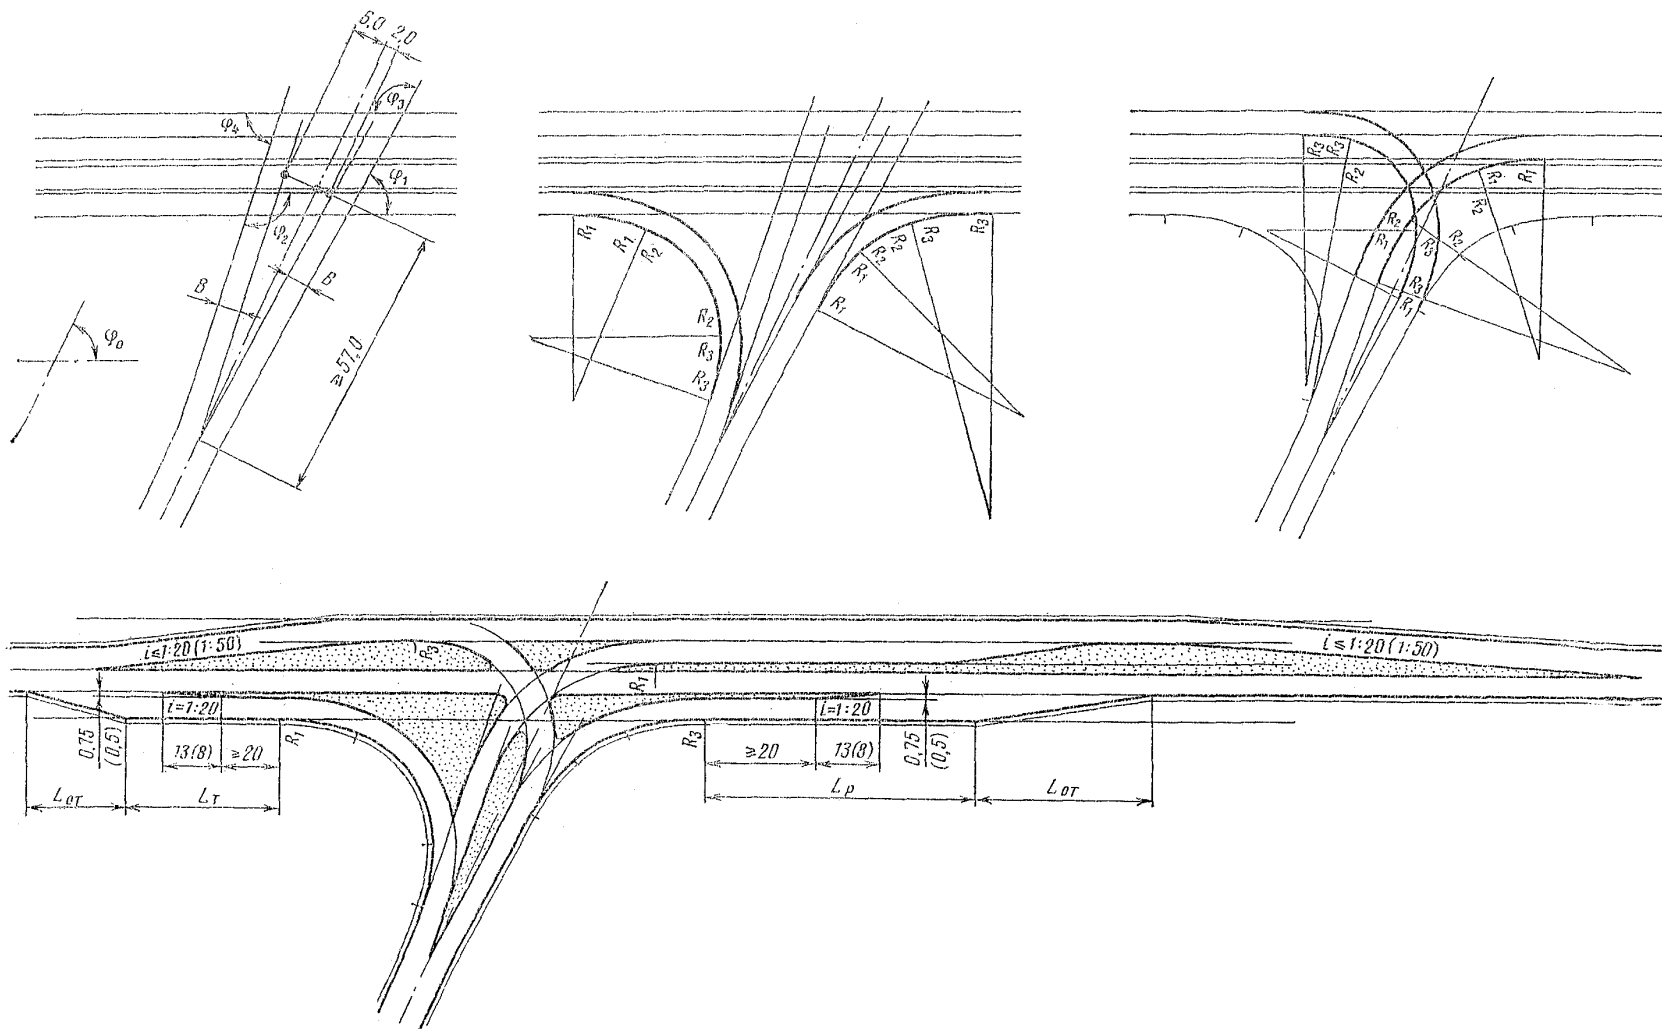 5,0 2,0
φ₄
φ₃
φ₁
φ₂
В
В
φ₀
≥57,0
R₁
R₁
R₂
R₂
R₃
R₃
R₃
R₃
R₂
R₂
R₁
R₁
R₃
R₃
R₂
R₁
R₁
R₂
R₂
R₁
R₂
R₃
R₃
R₁
i≤1:20(1:50)
R₃
i≤1:20(1:50)
R₁
i=1:20
i=1:20
0,75
(0,5)
13(8)
≥20
R₁
R₃
≥20
13(8)
0,75
(0,5)
Lот
Lт
Lр
Lот